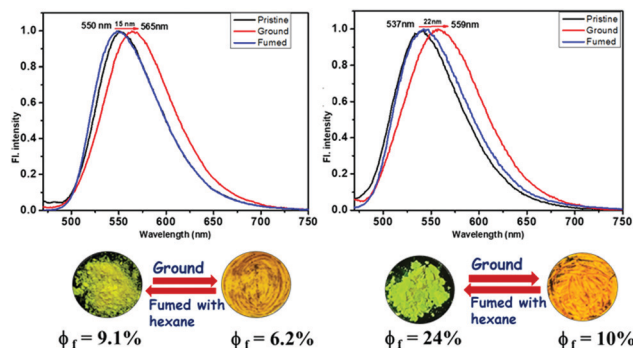 550 nm 15 nm 565nm
Pristine
Ground
Fumed
Fl. intensity
1.0
0.8
0.6
0.4
0.2
0.0
500 550 600 650 700 750
Wavelength (nm)
537nm 22nm 559nm
Pristine
Ground
Fumed
Fl. intensity
1.0
0.8
0.6
0.4
0.2
0.0
500 550 600 650 700 750
Wavelength (nm)
Ground
Fumed with
hexane
ϕf = 9.1%
ϕf = 6.2%
Ground
Fumed with
hexane
ϕf = 24%
ϕf = 10%